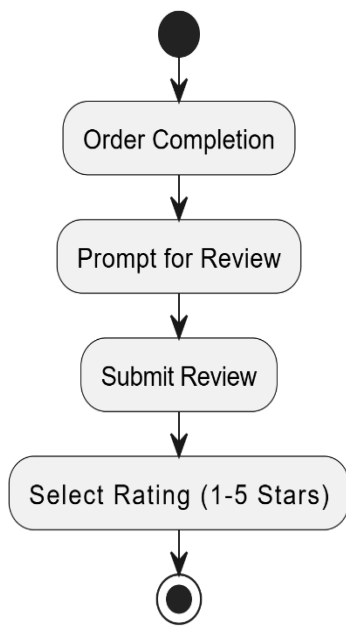 Order Completion
Prompt for Review
Submit Review
Select Rating (1-5 Stars)